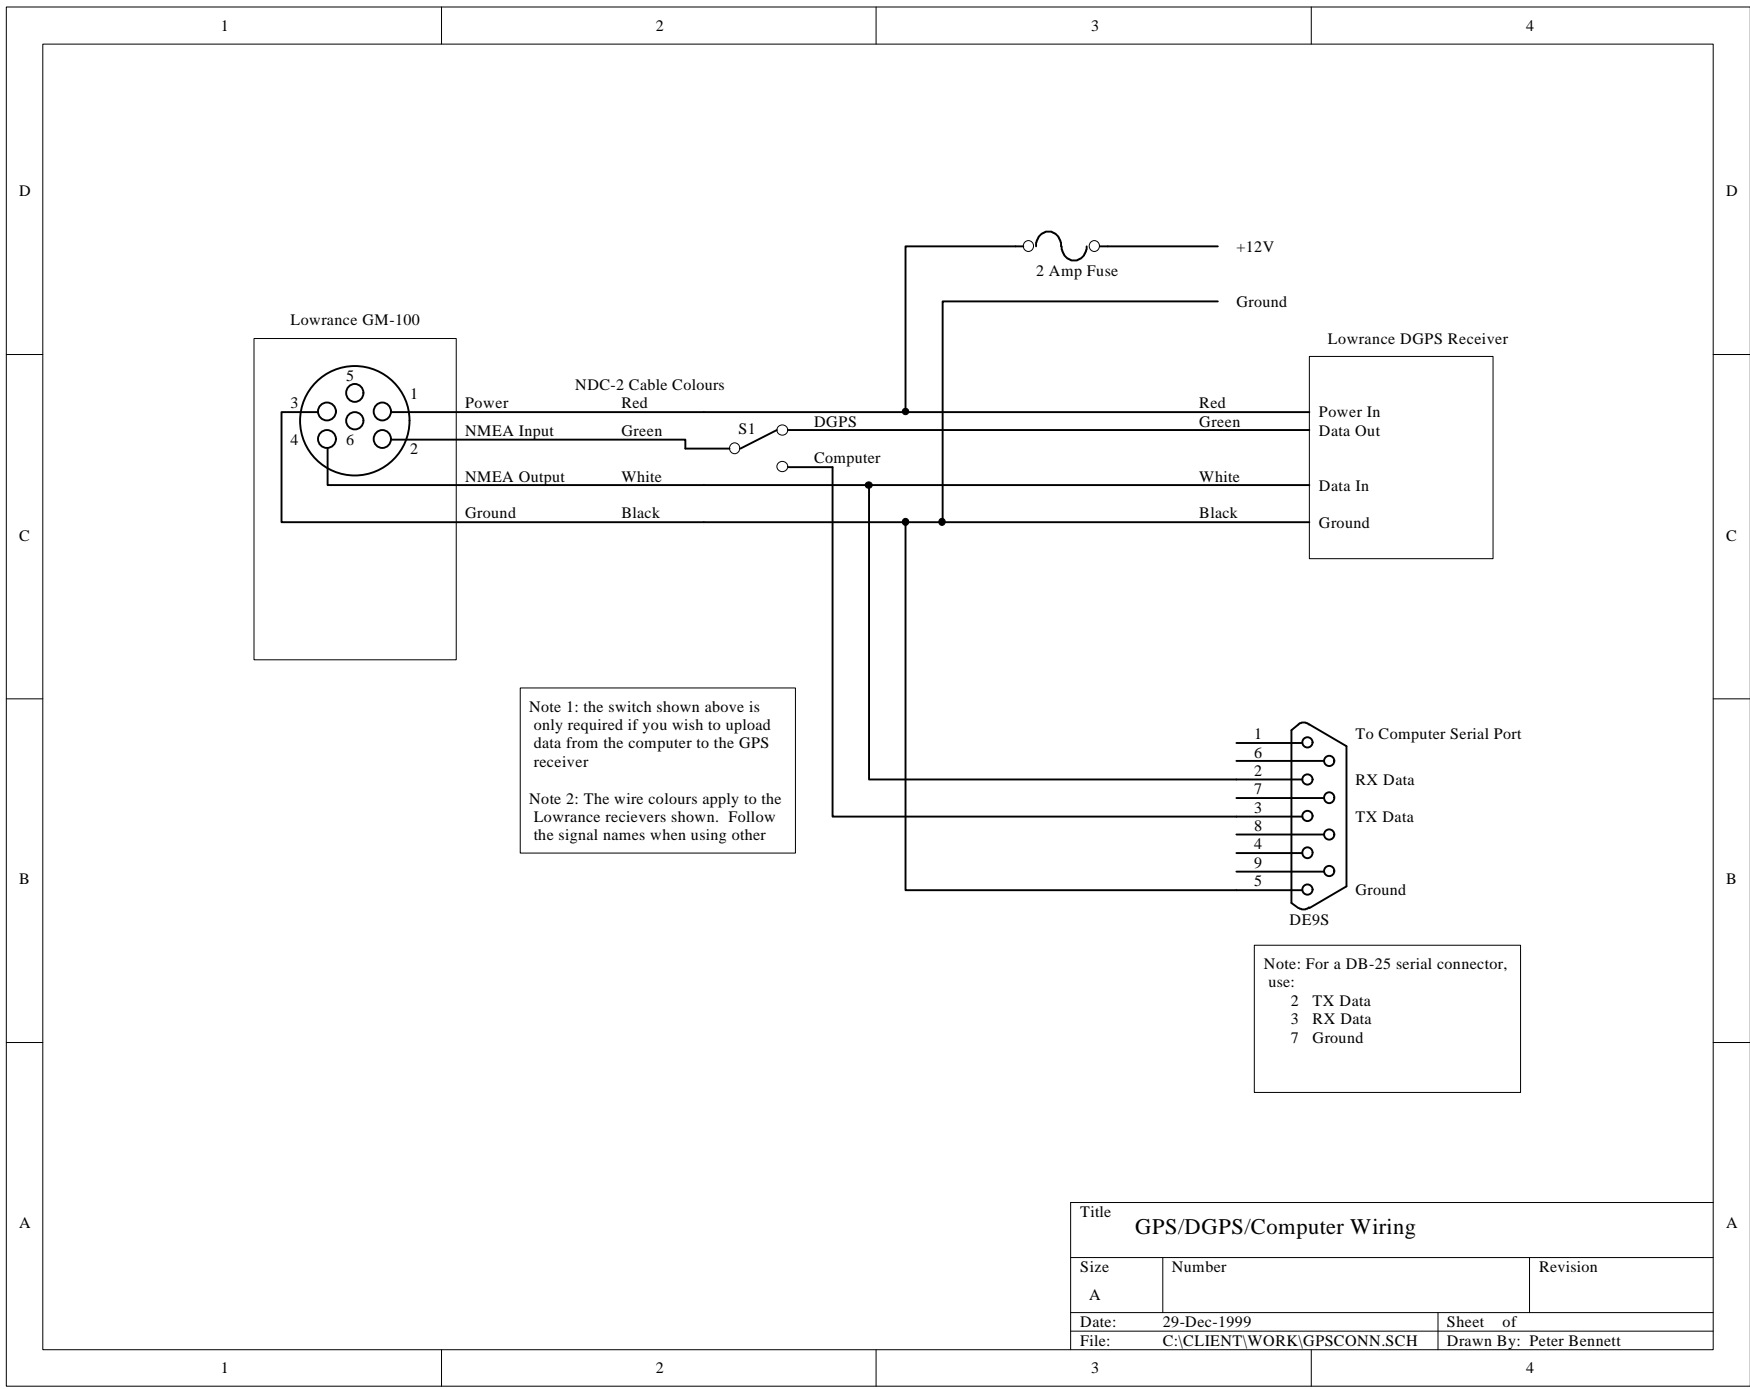 1 2 3 4
D D
+12V
2 Amp Fuse
Ground
Lowrance GM-100
Lowrance DGPS Receiver
5
3 1
4 6 2
NDC-2 Cable Colours
Power Red Red Power In
NMEA Input Green S1 DGPS Green Data Out
Computer
NMEA Output White White Data In
Ground Black Black Ground
C C
Note 1: the switch shown above is
only required if you wish to upload
data from the computer to the GPS
receiver
Note 2: The wire colours apply to the
Lowrance recievers shown. Follow
the signal names when using other
1 To Computer Serial Port
6
2 RX Data
7
3 TX Data
8
4
9
5 Ground
DE9S
B B
Note: For a DB-25 serial connector,
use:
2 TX Data
3 RX Data
7 Ground
A A
Title
GPS/DGPS/Computer Wiring
Size Number Revision
A
Date: 29-Dec-1999 Sheet of
File: C:\CLIENT\WORK\GPSCONN.SCH Drawn By: Peter Bennett
1 2 3 4